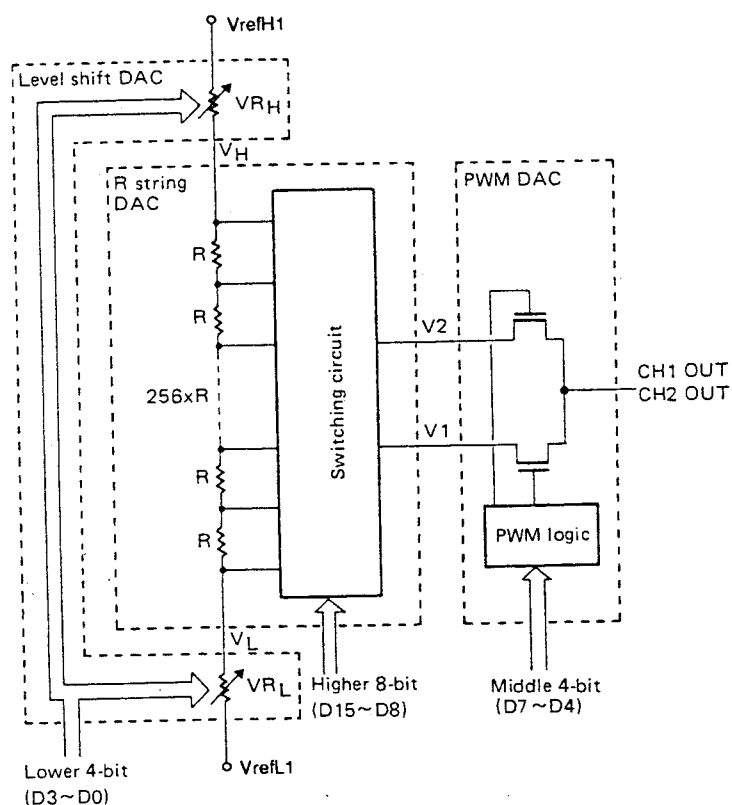 VrefH1
Level shift DAC
VRH
VH
R string
DAC
PWM DAC
R
R
V2
Switching circuit
CH1 OUT
CH2 OUT
256xR
V1
R
R
PWM logic
VL
VRL
Higher 8-bit
(D15~D8)
Middle 4-bit
(D7~D4)
VrefL1
Lower 4-bit
(D3~D0)